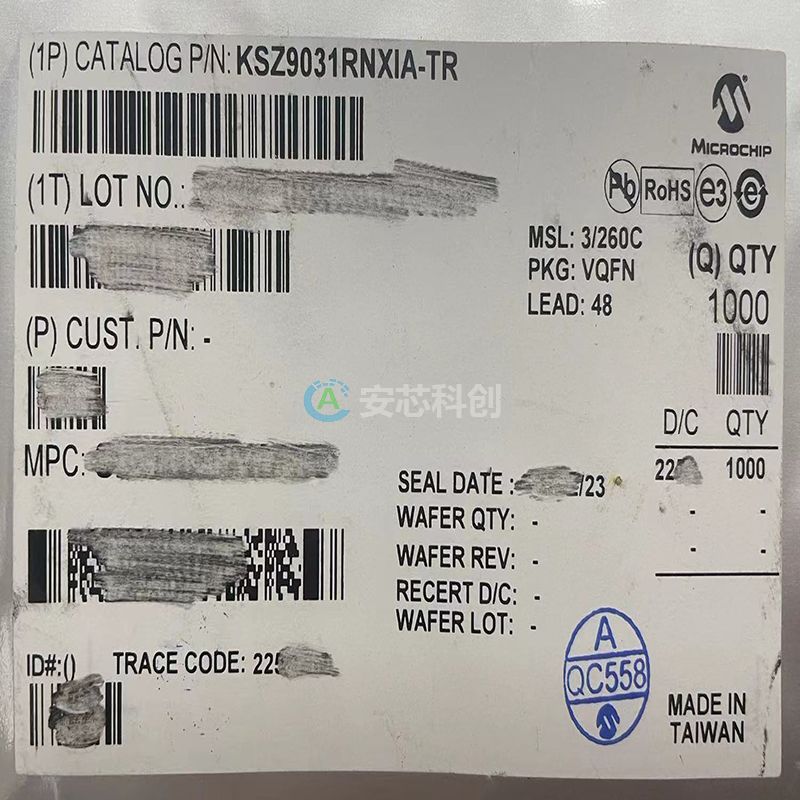 (1P) CATALOG P/N: KSZ9031RNXIA-TR
MICROCHIP
(1T) LOT NO.:
Pb RoHS e3 e
MSL: 3/260C
PKG: VQFN
LEAD: 48
(Q) QTY
1000
(P) CUST. P/N: -
安芯科创
D/C QTY
22 1000
- -
- -
MPC:
SEAL DATE : /23
WAFER QTY: -
WAFER REV: -
RECERT D/C: -
WAFER LOT: -
ID#:() TRACE CODE: 225
A
QC558
MADE IN
TAIWAN